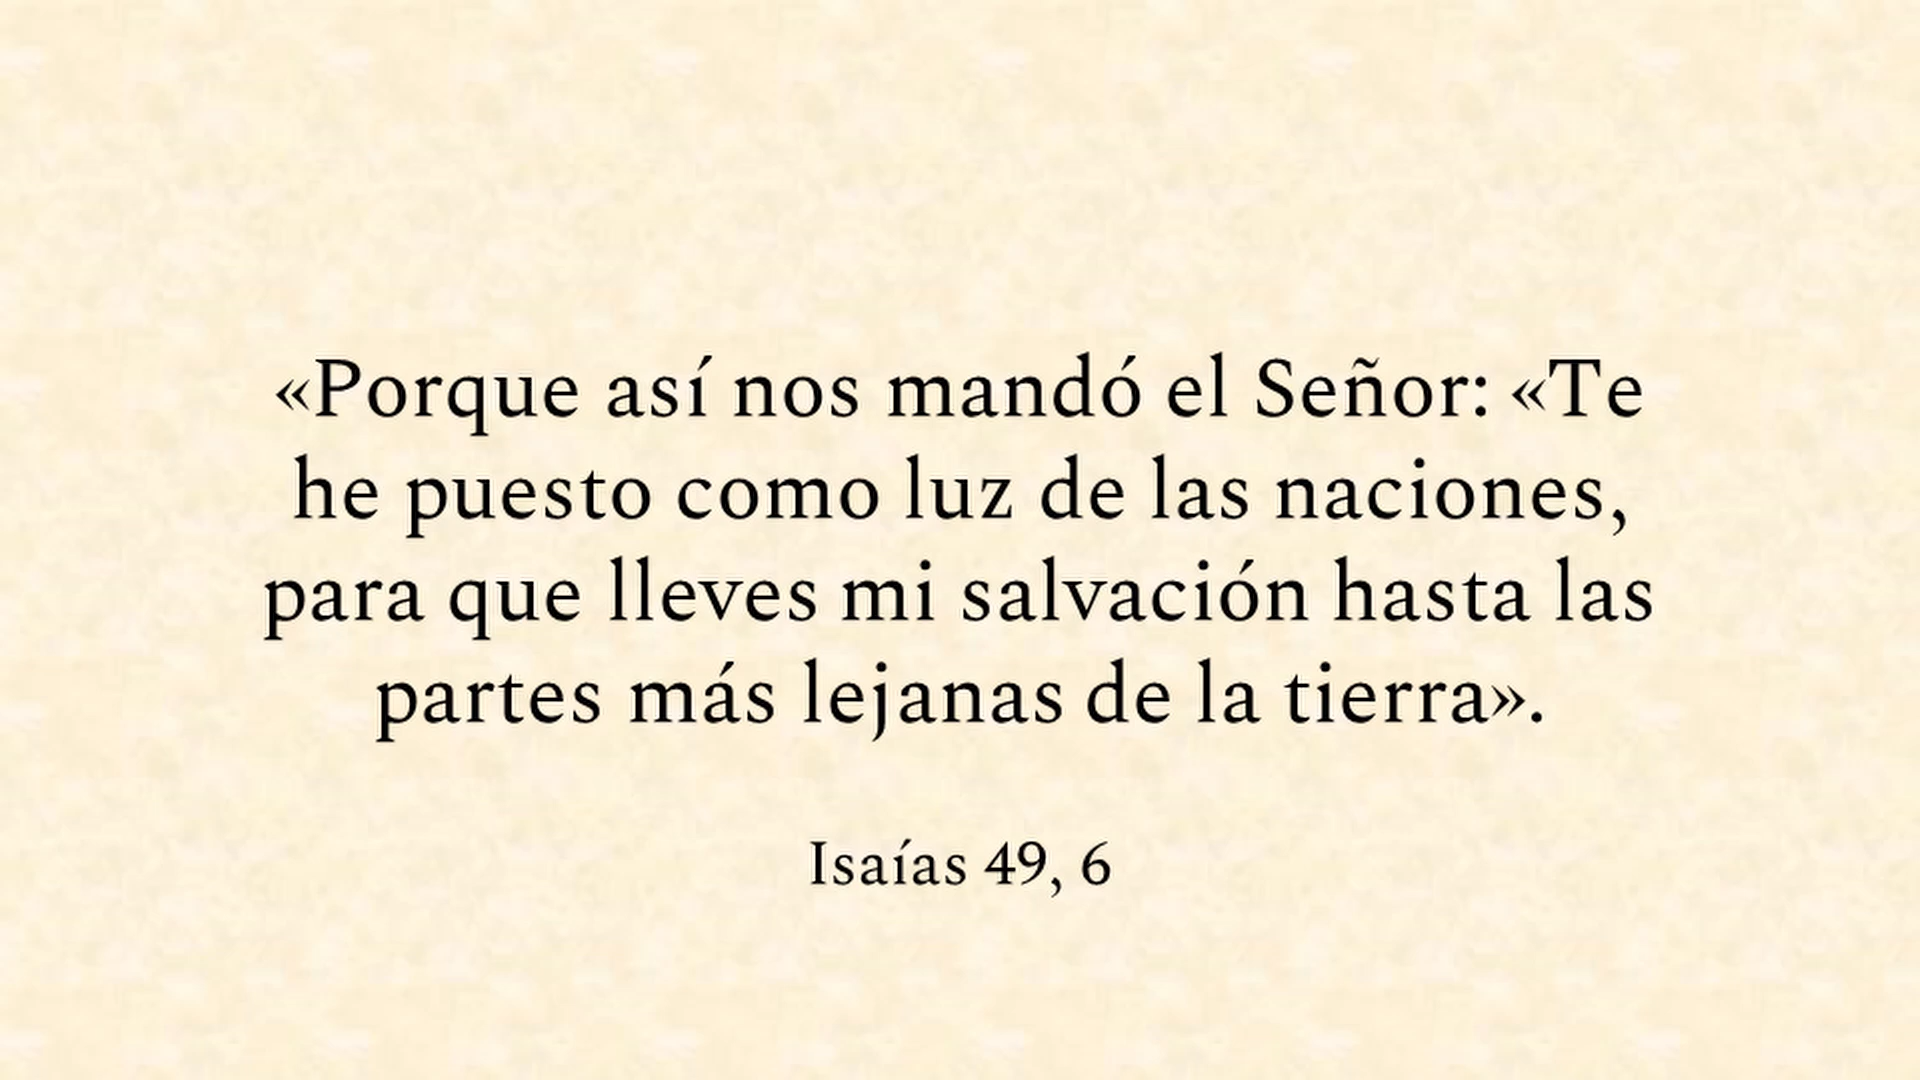 «Porque así nos mandó el Señor: «Te
he puesto como luz de las naciones,
para que lleves mi salvación hasta las
partes más lejanas de la tierra».
Isaías 49, 6